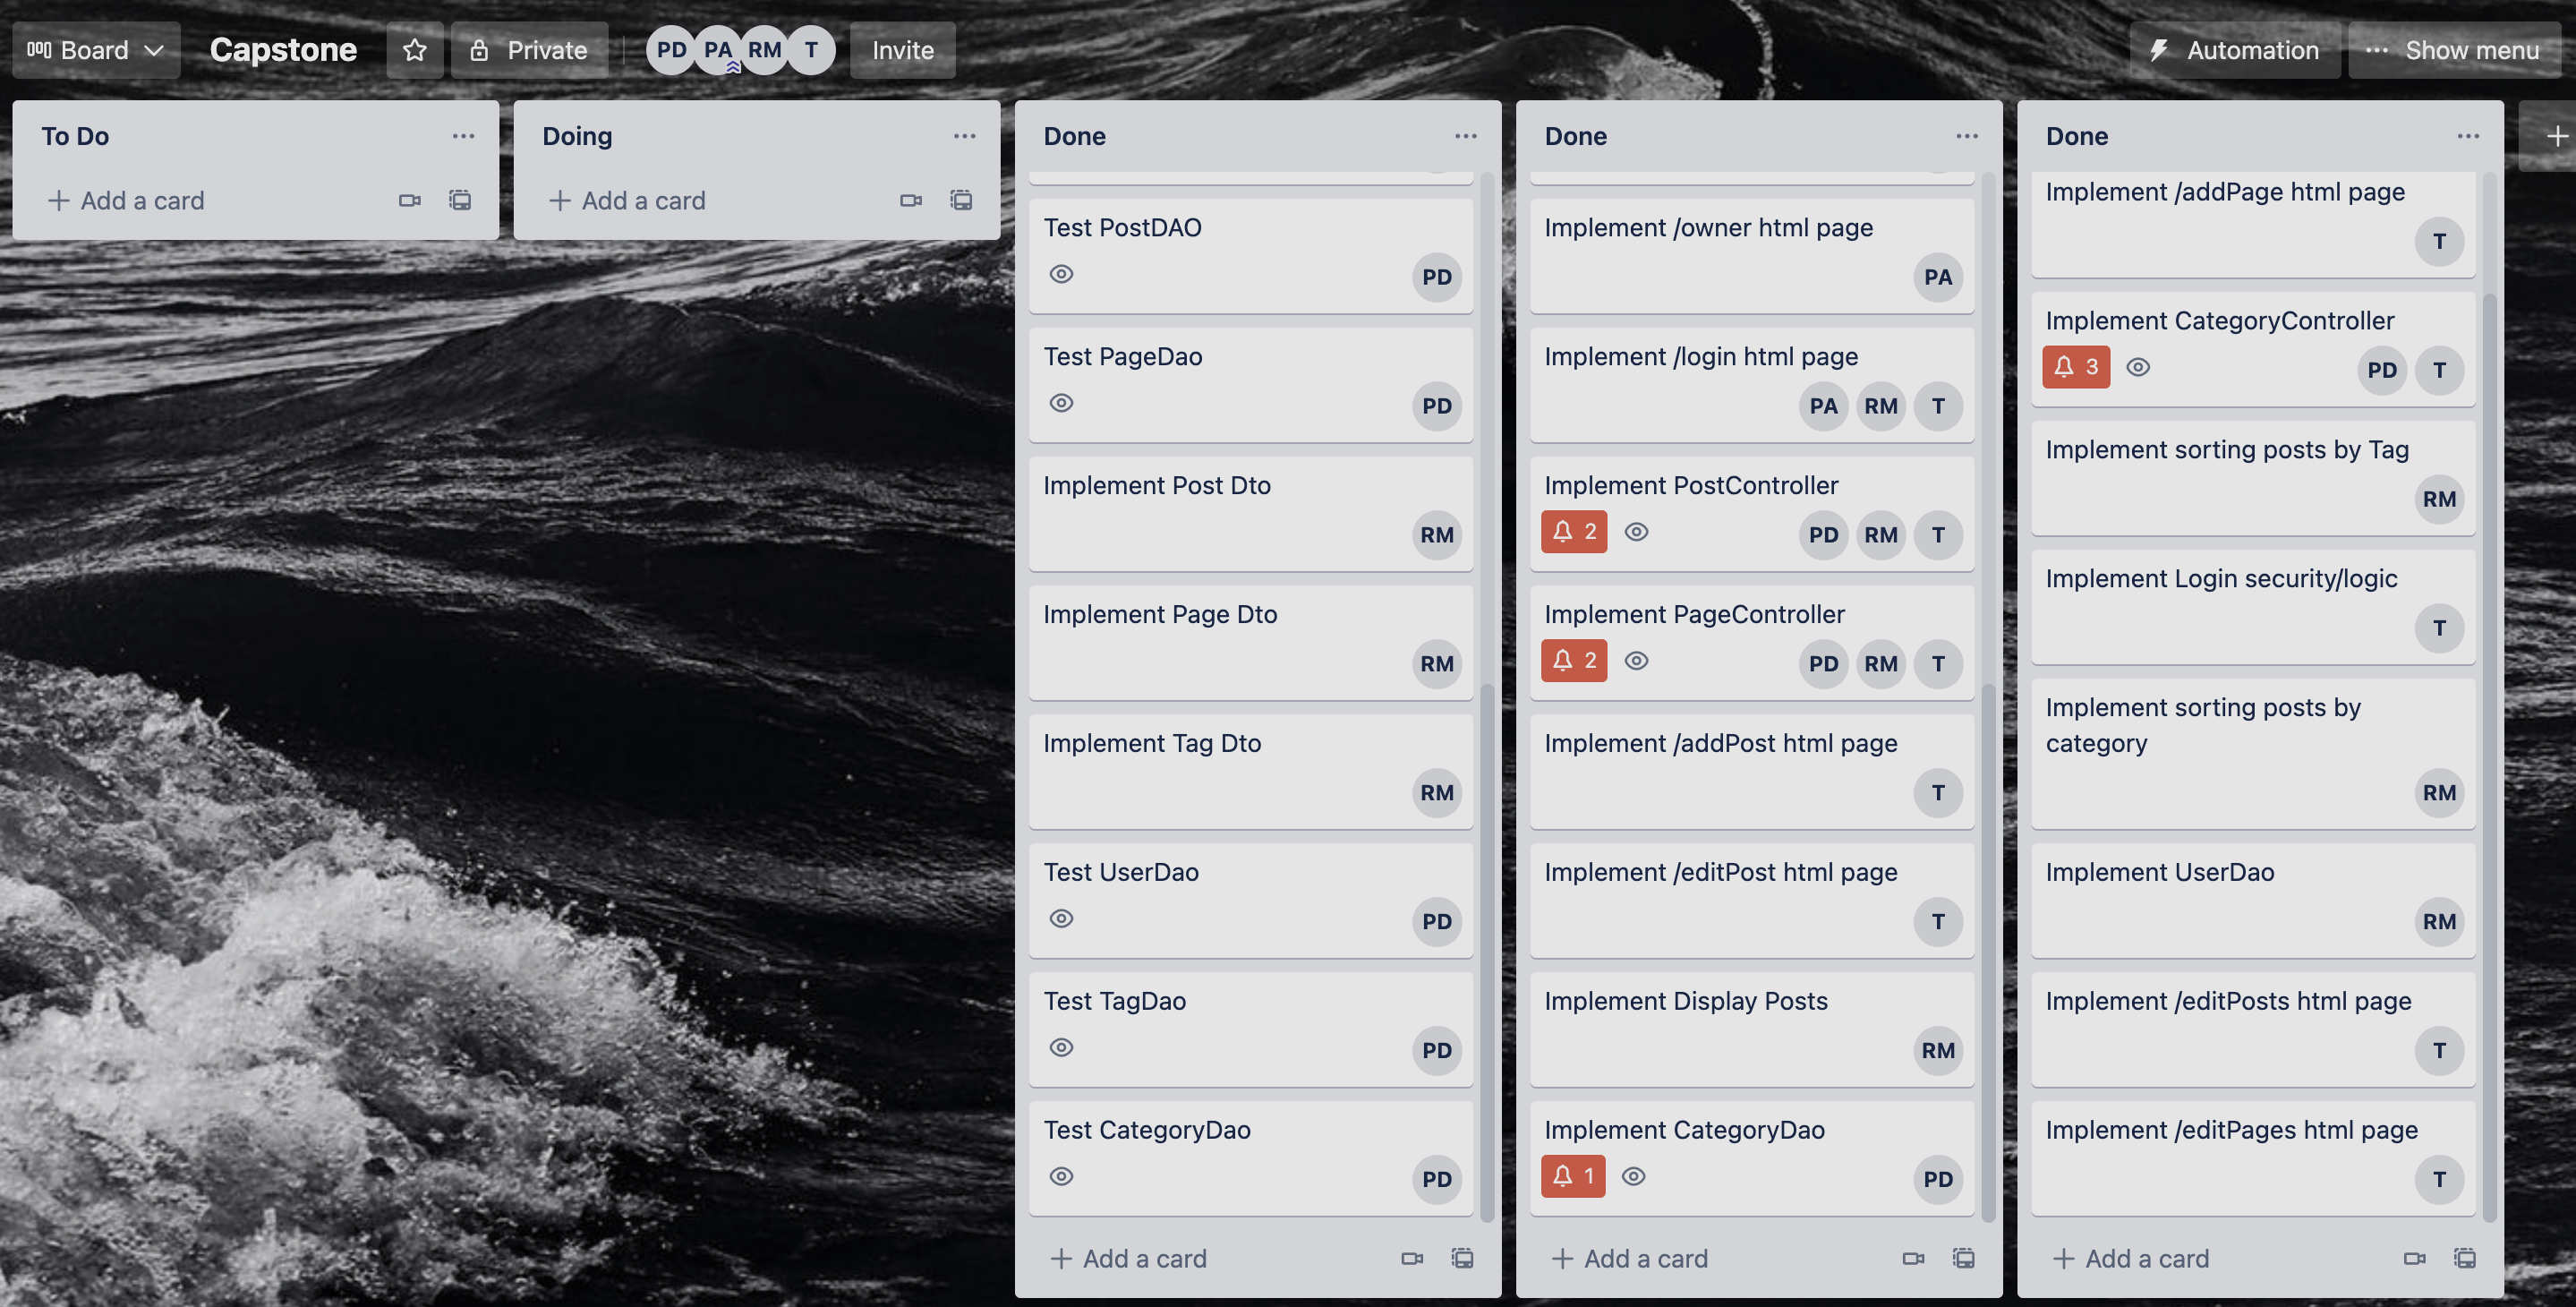 Board
Capstone
Private
PD
PA
RM
T
Invite
Automation
Show menu
To Do
Add a card
Doing
Add a card
Done
Test PostDAO
PD
Test PageDao
PD
Implement Post Dto
RM
Implement Page Dto
RM
Implement Tag Dto
RM
Test UserDao
PD
Test TagDao
PD
Test CategoryDao
PD
Add a card
Done
Implement /owner html page
PA
Implement /login html page
PA RM T
Implement PostController
2 PD RM T
Implement PageController
2 PD RM T
Implement /addPost html page
T
Implement /editPost html page
T
Implement Display Posts
RM
Implement CategoryDao
1 PD
Add a card
Done
Implement /addPage html page
T
Implement CategoryController
3 PD T
Implement sorting posts by Tag
RM
Implement Login security/logic
T
Implement sorting posts by
category
RM
Implement UserDao
RM
Implement /editPosts html page
T
Implement /editPages html page
T
Add a card